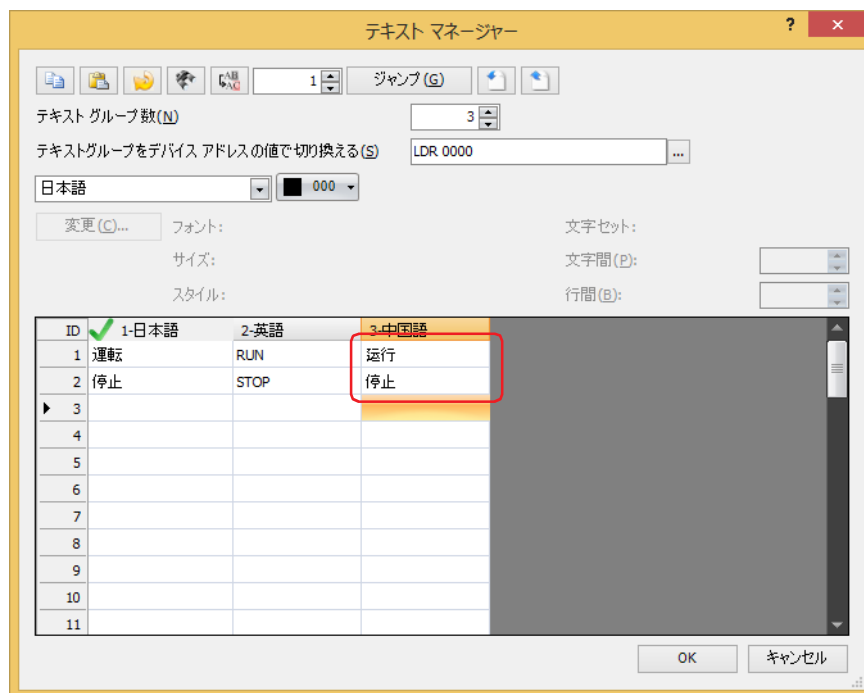 テキスト マネージャー ?
1 ジャンプ(G)
テキスト グループ数(N) 3
テキストグループをデバイス アドレスの値で切り換える(S) LDR 0000 ...
日本語 000
変更(C)... フォント: 文字セット:
サイズ: 文字間(P):
スタイル: 行間(B):
ID 1-日本語 2-英語 3-中国語
1 運転 RUN 运行
2 停止 STOP 停止
3
4
5
6
7
8
9
10
11
OK キャンセル